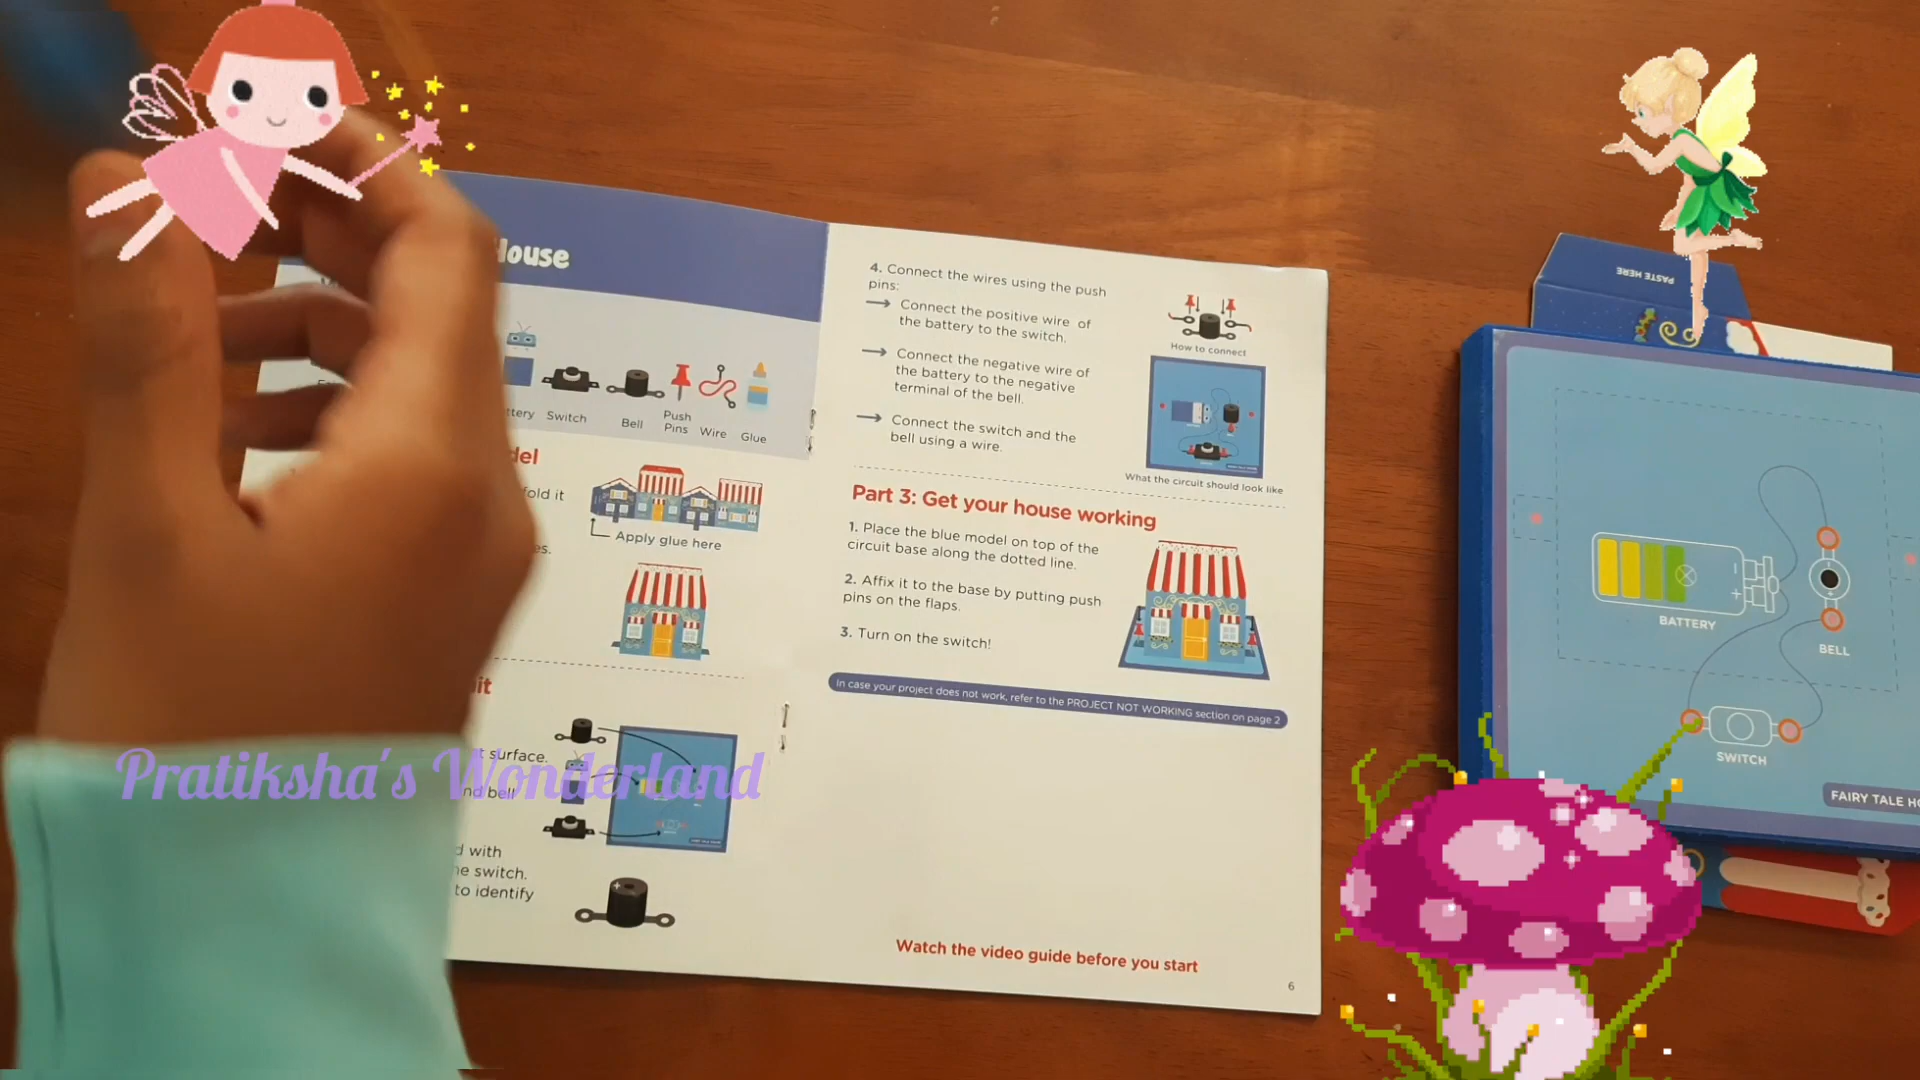 House
Switch
Bell
Push
Pins
Wire
Glue
fold it
Apply glue here
t surface.
nd bell
d with
he switch.
to identify
4. Connect the wires using the push
pins:
Connect the positive wire of
the battery to the switch.
Connect the negative wire of
the battery to the negative
terminal of the bell.
Connect the switch and the
bell using a wire.
How to connect
What the circuit should look like
Part 3: Get your house working
1. Place the blue model on top of the
circuit base along the dotted line.
2. Affix it to the base by putting push
pins on the flaps.
3. Turn on the switch!
In case your project does not work, refer to the PROJECT NOT WORKING section on page 2
Watch the video guide before you start
6
PASTE HERE
BATTERY
BELL
SWITCH
FAIRY TALE HO
Pratiksha's Wonderland